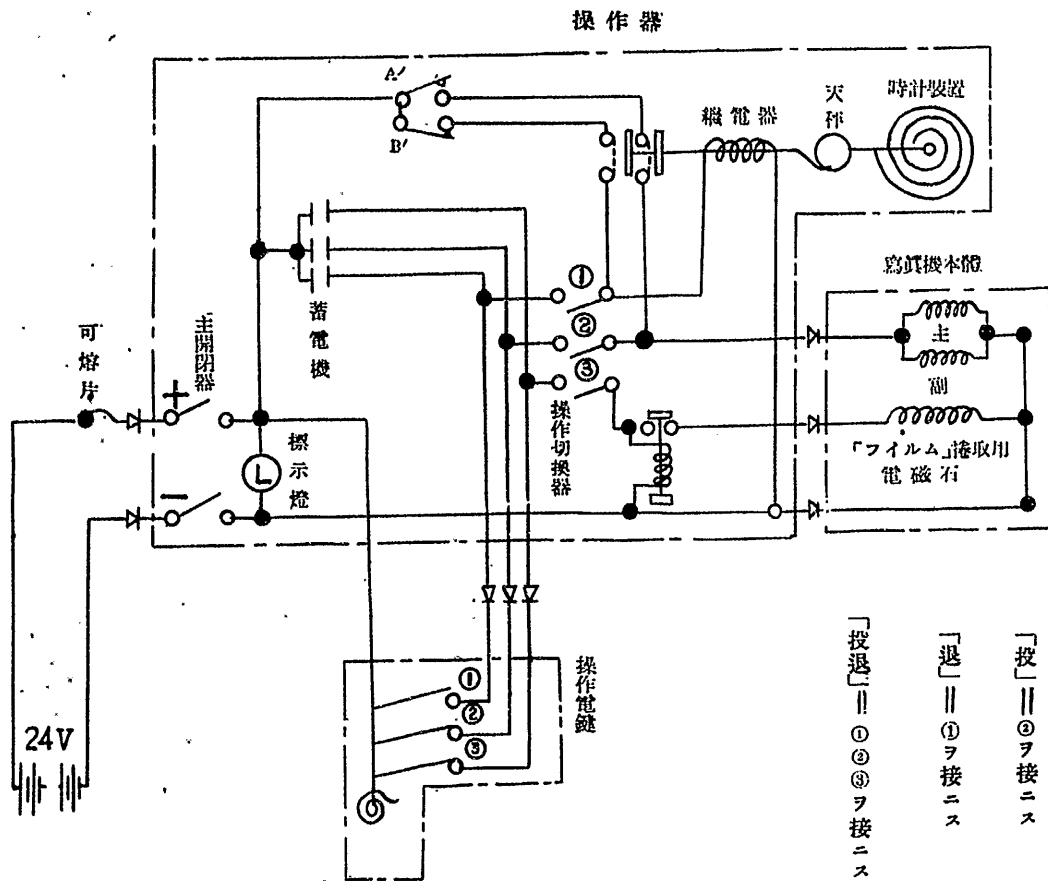 操作器
A′
B′
繼電器
天秤
時計裝置
蓄電機
①
②
③
操作切換器
寫眞機本體
主
副
「フイルム」捲取用
電磁石
可熔片
主開閉器
+
−
L
標示燈
24V
操作電鍵
①
②
③
「投」＝②ヲ接ニス
「退」＝①ヲ接ニス
「投退」＝①②③ヲ接ニス